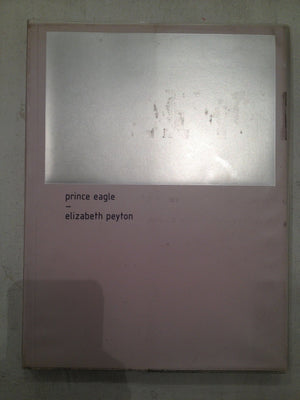 prince eagle
–
elizabeth peyton